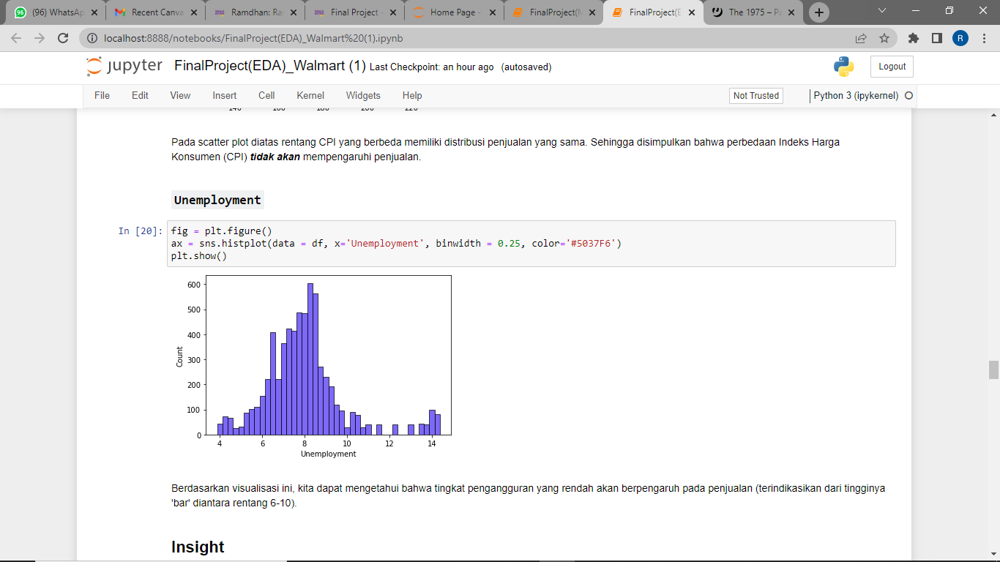 (96) WhatsAp
Recent Canva
Ramdhan: Ra
Final Project -
Home Page -
FinalProject(
FinalProject(E
The 1975 – Pa
localhost:8888/notebooks/FinalProject(EDA)_Walmart%20(1).ipynb
R
jupyter FinalProject(EDA)_Walmart (1) Last Checkpoint: an hour ago (autosaved)
Logout
File Edit View Insert Cell Kernel Widgets Help
Not Trusted
Python 3 (ipykernel)
140 160 180 200 220
Pada scatter plot diatas rentang CPI yang berbeda memiliki distribusi penjualan yang sama. Sehingga disimpulkan bahwa perbedaan Indeks Harga
Konsumen (CPI) tidak akan mempengaruhi penjualan.
Unemployment
In [20]:
fig = plt.figure()
ax = sns.histplot(data = df, x='Unemployment', binwidth = 0.25, color='#5037F6')
plt.show()
600
500
400
300
200
100
0
Count
4 6 8 10 12 14
Unemployment
Berdasarkan visualisasi ini, kita dapat mengetahui bahwa tingkat pengangguran yang rendah akan berpengaruh pada penjualan (terindikasikan dari tingginya
'bar' diantara rentang 6-10).
Insight